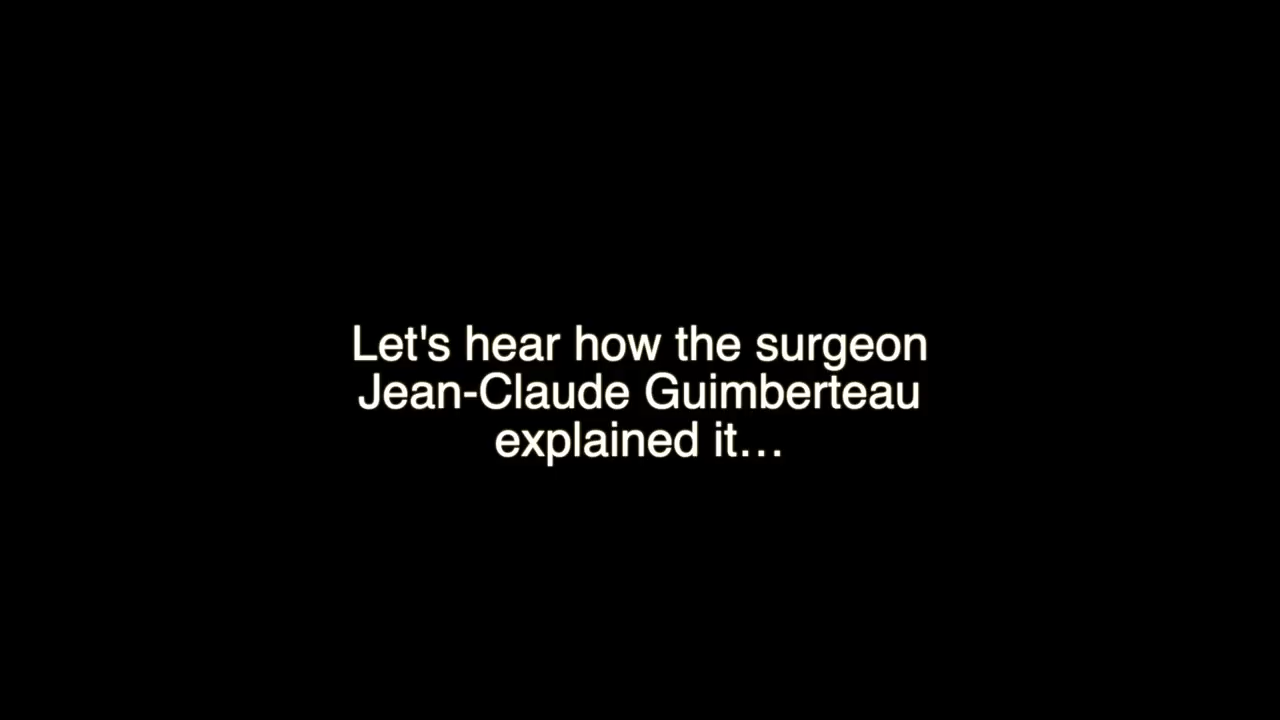 Let's hear how the surgeon
Jean-Claude Guimberteau
explained it…